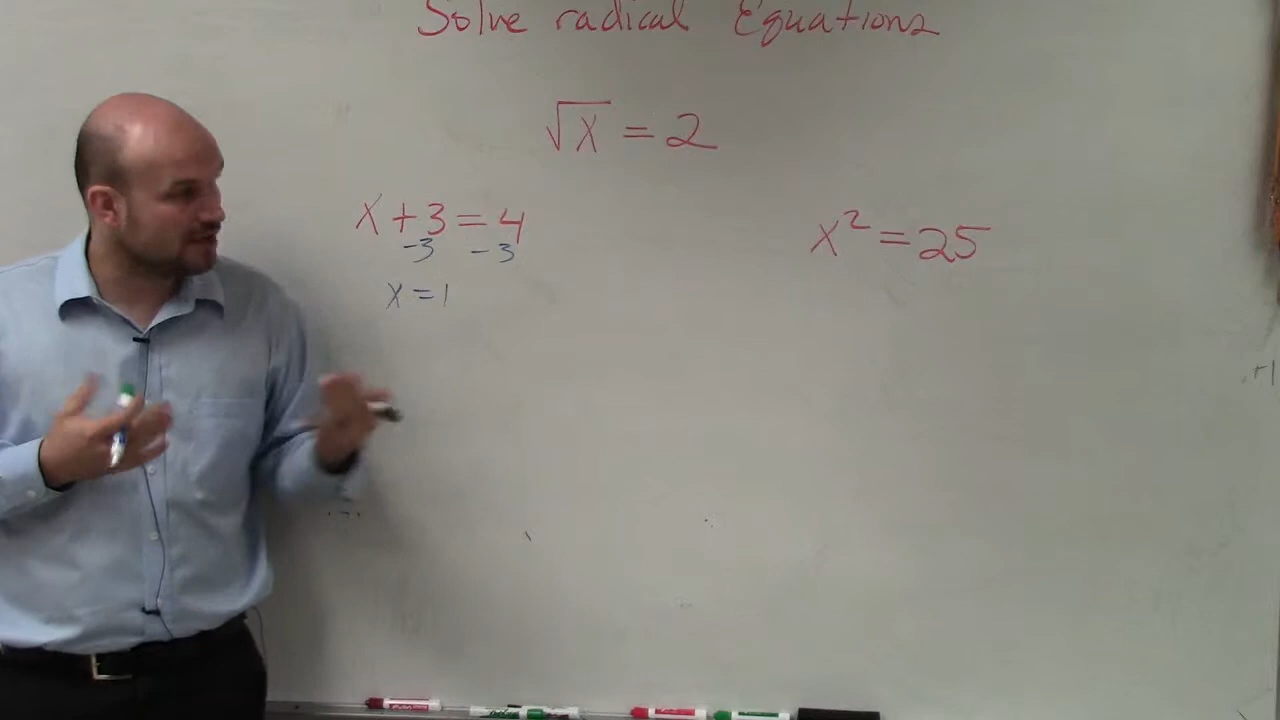 Solve radical Equations
√x = 2
x + 3 = 4
-3 -3
x = 1
x² = 25